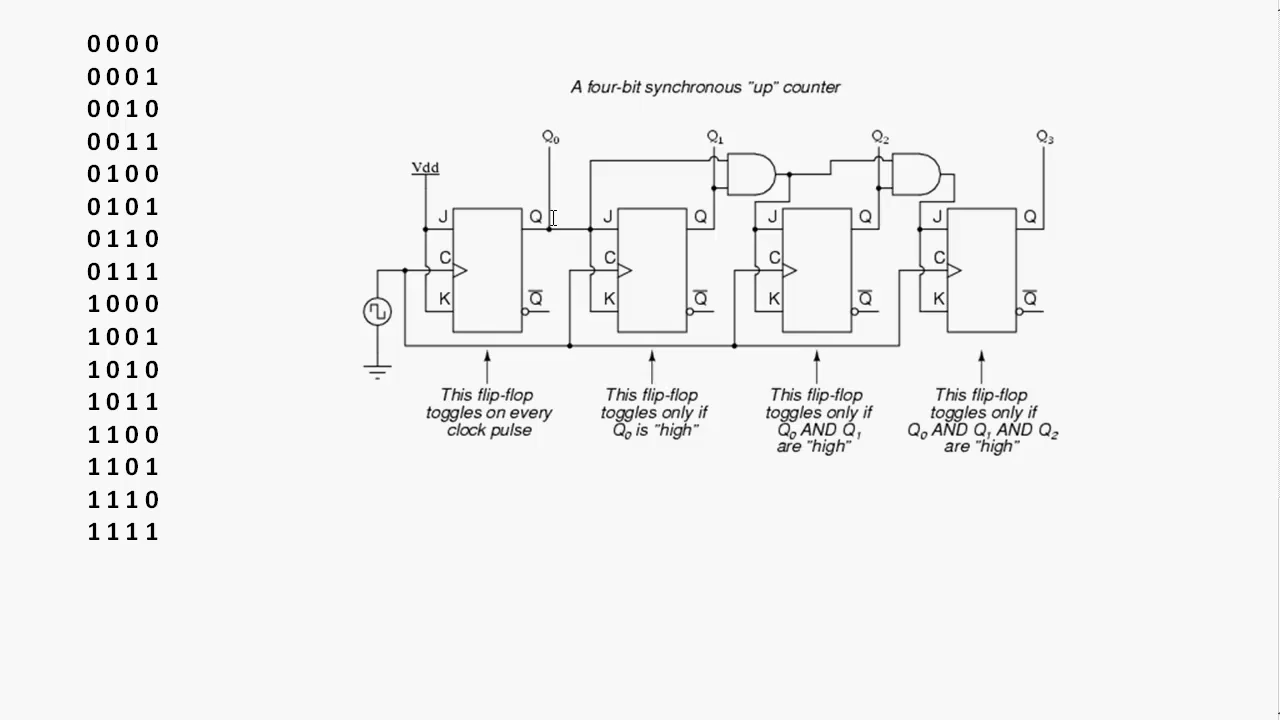 0 0 0 0
0 0 0 1
0 0 1 0
0 0 1 1
0 1 0 0
0 1 0 1
0 1 1 0
0 1 1 1
1 0 0 0
1 0 0 1
1 0 1 0
1 0 1 1
1 1 0 0
1 1 0 1
1 1 1 0
1 1 1 1
A four-bit synchronous "up" counter
Q₀ Q₁ Q₂ Q₃
Vdd
J Q J Q J Q J Q
C C C C
K Q̅ K Q̅ K Q̅ K Q̅
This flip-flop
toggles on every
clock pulse
This flip-flop
toggles only if
Q₀ is "high"
This flip-flop
toggles only if
Q₀ AND Q₁
are "high"
This flip-flop
toggles only if
Q₀ AND Q₁ AND Q₂
are "high"